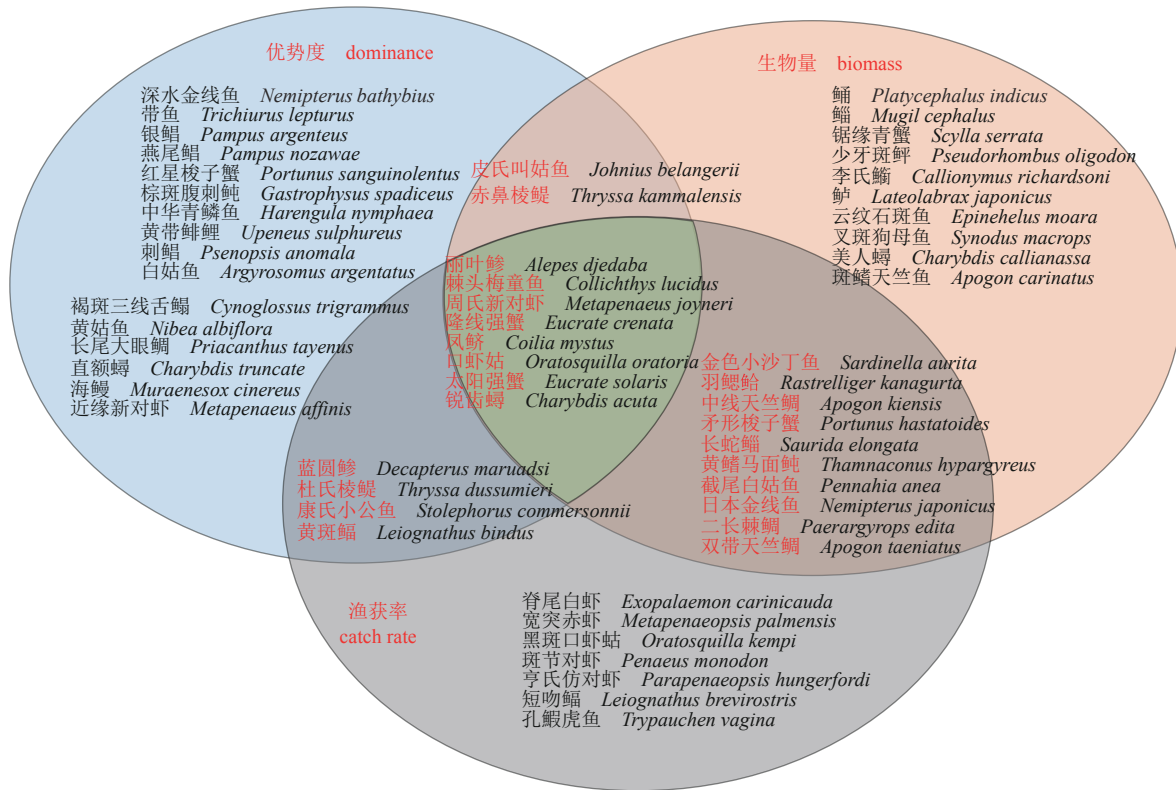 优势度 dominance
深水金线鱼 Nemipterus bathybius
带鱼 Trichiurus lepturus
银鲳 Pampus argenteus
燕尾鲳 Pampus nozawae
红星梭子蟹 Portunus sanguinolentus
棕斑腹刺鲀 Gastrophysus spadiceus
中华青鳞鱼 Harengula nymphaea
黄带鲱鲤 Upeneus sulphureus
刺鲳 Psenopsis anomala
白姑鱼 Argyrosomus argentatus
褐斑三线舌鳎 Cynoglossus trigrammus
黄姑鱼 Nibea albiflora
长尾大眼鲷 Priacanthus tayenus
直额蟳 Charybdis truncate
海鳗 Muraenesox cinereus
近缘新对虾 Metapenaeus affinis
生物量 biomass
鲬 Platycephalus indicus
鲻 Mugil cephalus
锯缘青蟹 Scylla serrata
少牙斑鲆 Pseudorhombus oligodon
李氏䲗 Callionymus richardsoni
鲈 Lateolabrax japonicus
云纹石斑鱼 Epinehelus moara
叉斑狗母鱼 Synodus macrops
美人蟳 Charybdis callianassa
斑鳍天竺鱼 Apogon carinatus
皮氏叫姑鱼 Johnius belangerii
赤鼻棱鳀 Thryssa kammalensis
丽叶鲹 Alepes djedaba
棘头梅童鱼 Collichthys lucidus
周氏新对虾 Metapenaeus joyneri
隆线强蟹 Eucrate crenata
凤鲚 Coilia mystus
口虾蛄 Oratosquilla oratoria
太阳强蟹 Eucrate solaris
锐齿蟳 Charybdis acuta
金色小沙丁鱼 Sardinella aurita
羽鳃鲐 Rastrelliger kanagurta
中线天竺鲷 Apogon kiensis
矛形梭子蟹 Portunus hastatoides
长蛇鲻 Saurida elongata
黄鳍马面鲀 Thamnaconus hypargyreus
截尾白姑鱼 Pennahia anea
日本金线鱼 Nemipterus japonicus
二长棘鲷 Paerargyrops edita
双带天竺鲷 Apogon taeniatus
蓝圆鲹 Decapterus maruadsi
杜氏棱鳀 Thryssa dussumieri
康氏小公鱼 Stolephorus commersonnii
黄斑鲾 Leiognathus bindus
渔获率
catch rate
脊尾白虾 Exopalaemon carinicauda
宽突赤虾 Metapenaeopsis palmensis
黑斑口虾蛄 Oratosquilla kempi
斑节对虾 Penaeus monodon
亨氏仿对虾 Parapenaeopsis hungerfordi
短吻鲾 Leiognathus brevirostris
孔鰕虎鱼 Trypauchen vagina